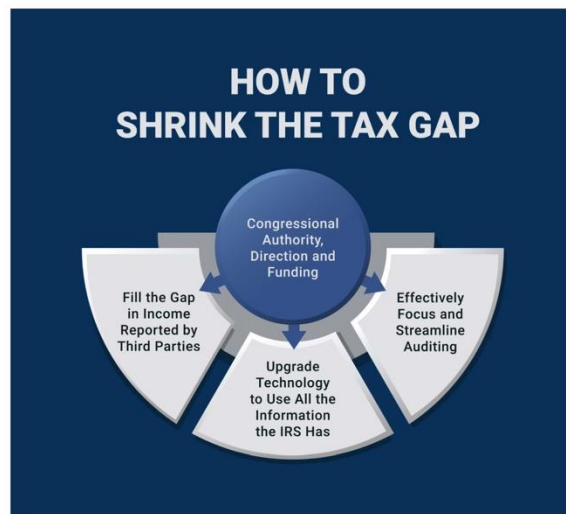 HOW TO
SHRINK THE TAX GAP
Congressional
Authority,
Direction and
Funding
Fill the Gap
in Income
Reported by
Third Parties
Upgrade
Technology
to Use All the
Information
the IRS Has
Effectively
Focus and
Streamline
Auditing